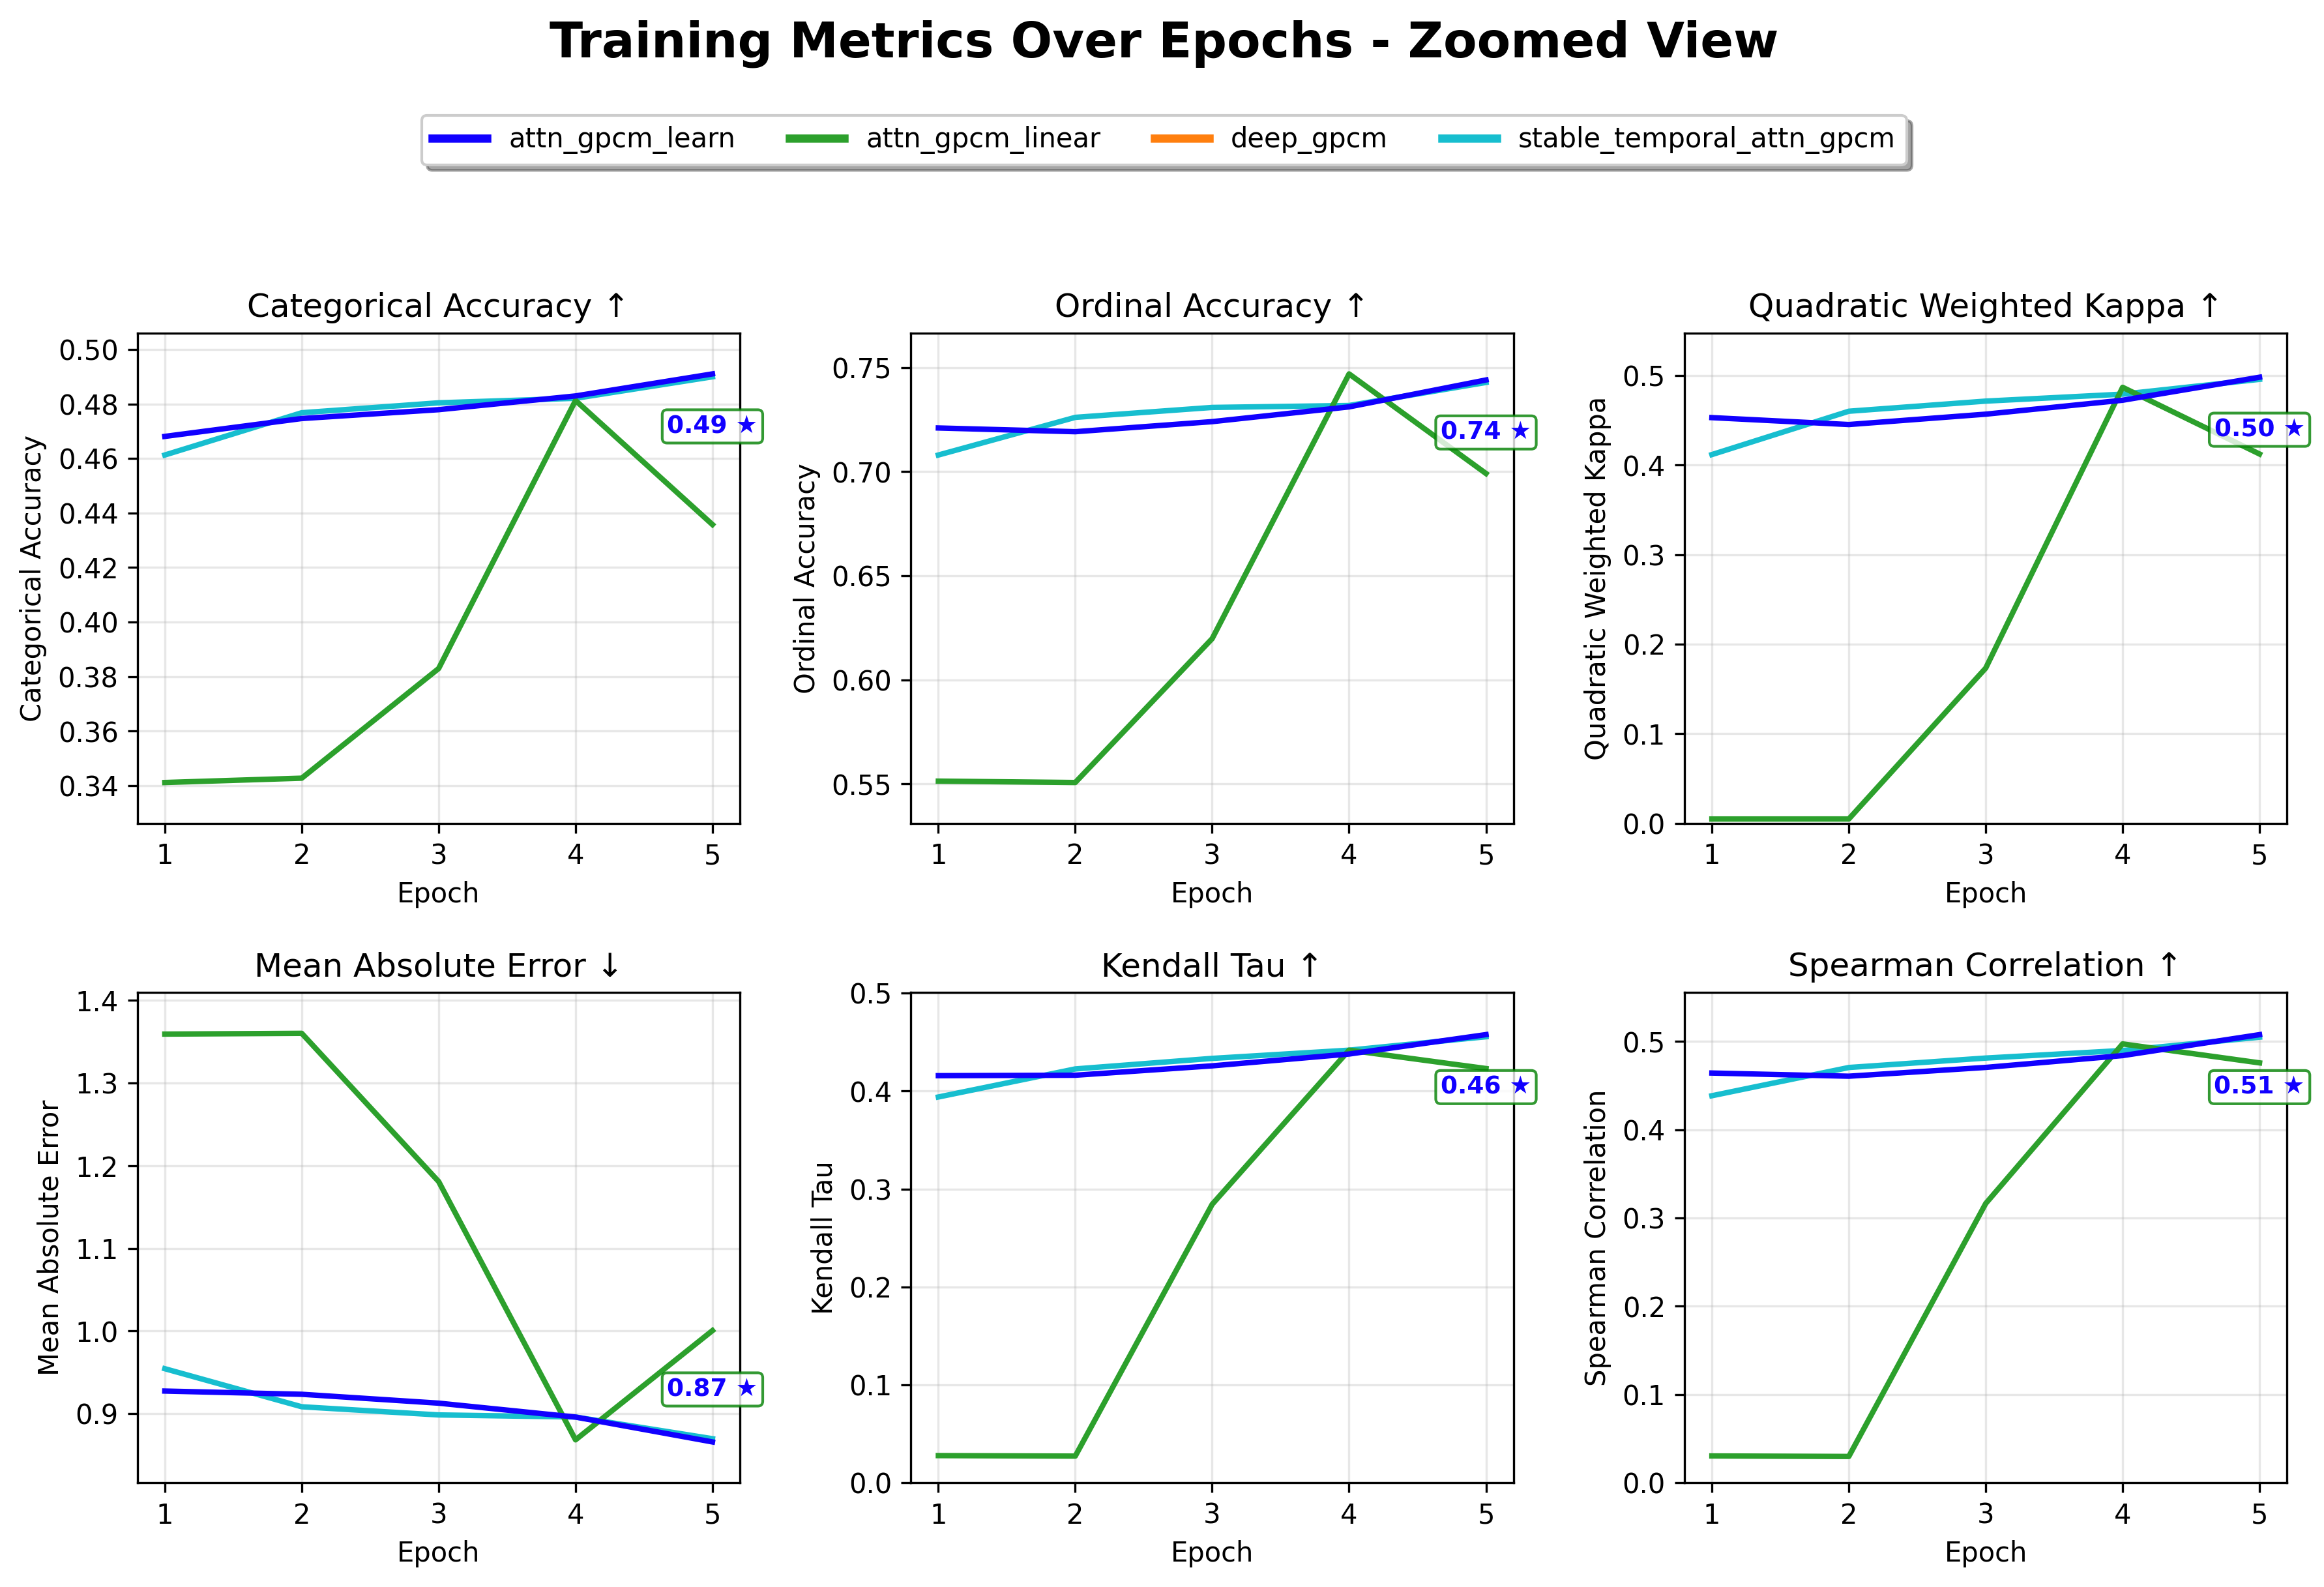 Training Metrics Over Epochs - Zoomed View
attn_gpcm_learn attn_gpcm_linear deep_gpcm stable_temporal_attn_gpcm
Categorical Accuracy ↑
Categorical Accuracy
0.50
0.48
0.46
0.44
0.42
0.40
0.38
0.36
0.34
0.49 ★
1 2 3 4 5
Epoch
Ordinal Accuracy ↑
Ordinal Accuracy
0.75
0.70
0.65
0.60
0.55
0.74 ★
1 2 3 4 5
Epoch
Quadratic Weighted Kappa ↑
Quadratic Weighted Kappa
0.5
0.4
0.3
0.2
0.1
0.0
0.50 ★
1 2 3 4 5
Epoch
Mean Absolute Error ↓
Mean Absolute Error
1.4
1.3
1.2
1.1
1.0
0.9
0.87 ★
1 2 3 4 5
Epoch
Kendall Tau ↑
Kendall Tau
0.5
0.4
0.3
0.2
0.1
0.0
0.46 ★
1 2 3 4 5
Epoch
Spearman Correlation ↑
Spearman Correlation
0.5
0.4
0.3
0.2
0.1
0.0
0.51 ★
1 2 3 4 5
Epoch